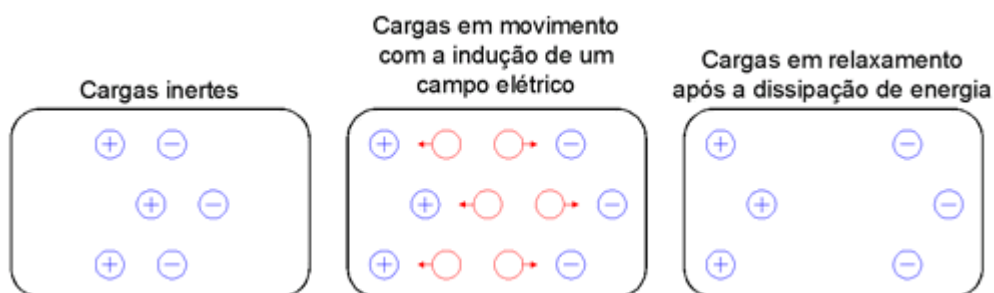 Cargas inertes
Cargas em movimento
com a indução de um
campo elétrico
Cargas em relaxamento
após a dissipação de energia
+ −
+ −
+ −
+ −
+ −
+ −
+ −
+ −
+ −